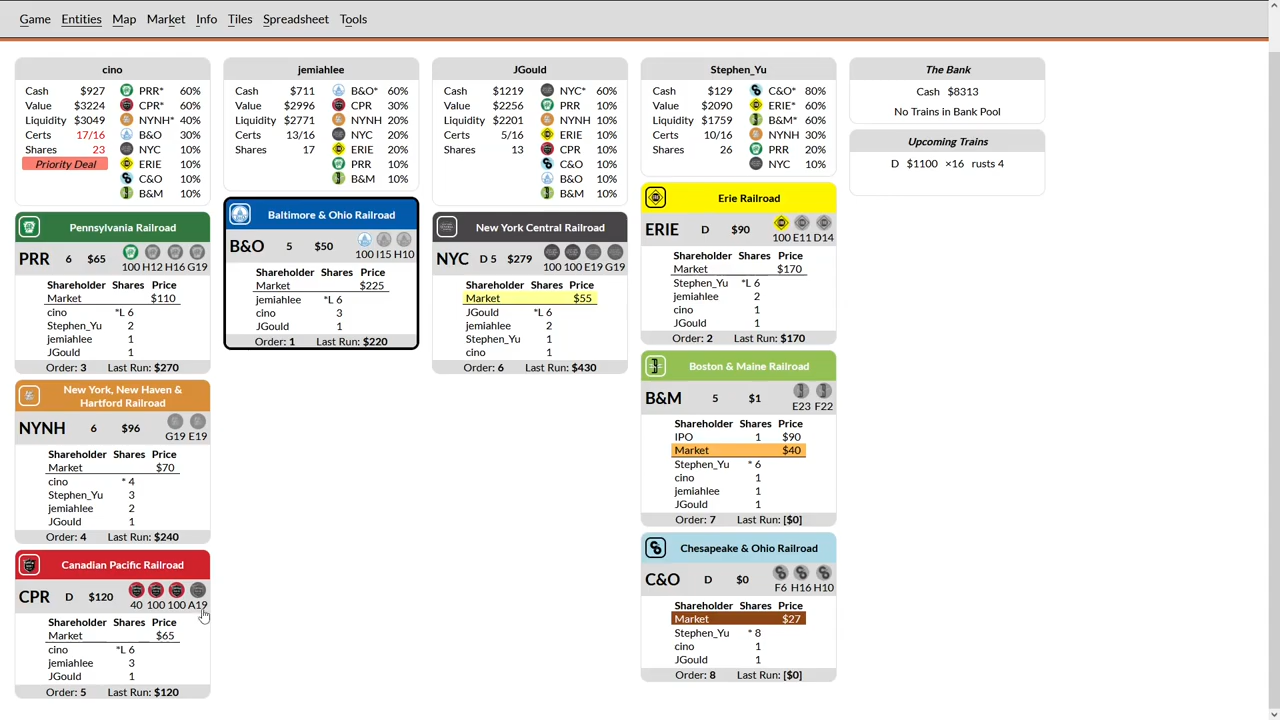 Game Entities Map Market Info Tiles Spreadsheet Tools
cino
Cash $927 PRR* 60%
Value $3224 CPR* 60%
Liquidity $3049 NYNH* 40%
Certs 17/16 B&O 30%
Shares 23 NYC 10%
Priority Deal ERIE 10%
C&O 10%
B&M 10%
jemiahlee
Cash $711 B&O* 60%
Value $2996 CPR 30%
Liquidity $2771 NYNH 20%
Certs 13/16 NYC 20%
Shares 17 ERIE 20%
PRR 10%
B&M 10%
JGould
Cash $1219 NYC* 60%
Value $2256 PRR 10%
Liquidity $2201 NYNH 10%
Certs 5/16 ERIE 10%
Shares 13 CPR 10%
C&O 10%
B&O 10%
B&M 10%
Stephen_Yu
Cash $129 C&O* 80%
Value $2090 ERIE* 60%
Liquidity $1759 B&M* 60%
Certs 10/16 NYNH 30%
Shares 26 PRR 20%
NYC 10%
The Bank
Cash $8313
No Trains in Bank Pool
Upcoming Trains
D $1100 ×16 rusts 4
Pennsylvania Railroad
PRR 6 $65 100 H12 H16 G19
Shareholder Shares Price
Market $110
cino *L 6
Stephen_Yu 2
jemiahlee 1
JGould 1
Order: 3 Last Run: $270
New York, New Haven &
Hartford Railroad
NYNH 6 $96 G19 E19
Shareholder Shares Price
Market $70
cino * 4
Stephen_Yu 3
jemiahlee 2
JGould 1
Order: 4 Last Run: $240
Canadian Pacific Railroad
CPR D $120 40 100 100 A19
Shareholder Shares Price
Market $65
cino *L 6
jemiahlee 3
JGould 1
Order: 5 Last Run: $120
Baltimore & Ohio Railroad
B&O 5 $50 100 I15 H10
Shareholder Shares Price
Market $225
jemiahlee *L 6
cino 3
JGould 1
Order: 1 Last Run: $220
New York Central Railroad
NYC D 5 $279 100 100 E19 G19
Shareholder Shares Price
Market $55
JGould *L 6
jemiahlee 2
Stephen_Yu 1
cino 1
Order: 6 Last Run: $430
Erie Railroad
ERIE D $90 100 E11 D14
Shareholder Shares Price
Market $170
Stephen_Yu *L 6
jemiahlee 2
cino 1
JGould 1
Order: 2 Last Run: $170
Boston & Maine Railroad
B&M 5 $1 E23 F22
Shareholder Shares Price
IPO 1 $90
Market $40
Stephen_Yu * 6
cino 1
jemiahlee 1
JGould 1
Order: 7 Last Run: [$0]
Chesapeake & Ohio Railroad
C&O D $0 F6 H16 H10
Shareholder Shares Price
Market $27
Stephen_Yu * 8
cino 1
JGould 1
Order: 8 Last Run: [$0]